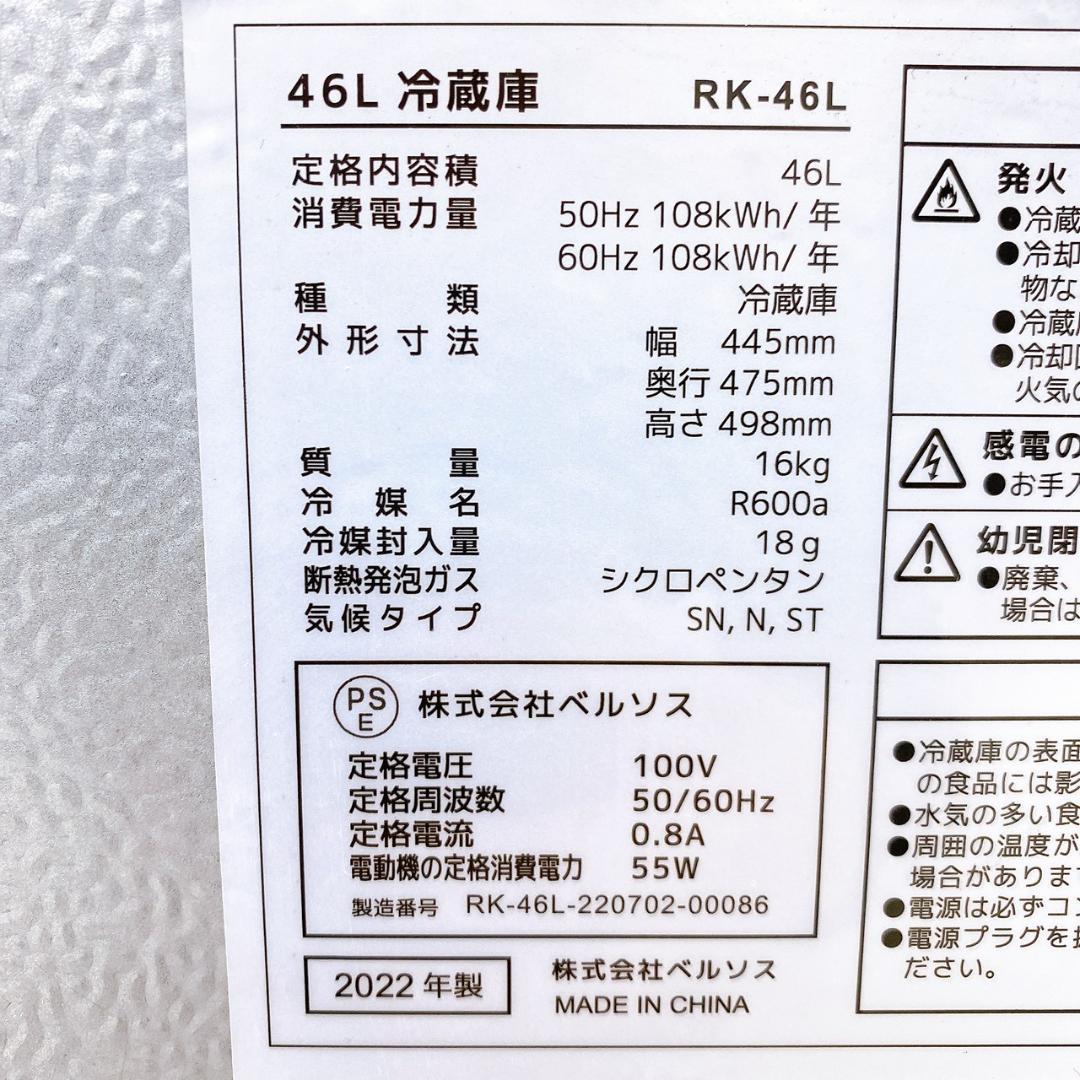 46L 冷蔵庫 RK-46L
定格内容積 46L
消費電力量 50Hz 108kWh/年
60Hz 108kWh/年
種類 冷蔵庫
外形寸法 幅 445mm
奥行 475mm
高さ 498mm
質量 16kg
冷媒名 R600a
冷媒封入量 18g
断熱発泡ガス シクロペンタン
気候タイプ SN, N, ST
PS
E
株式会社ベルソス
定格電圧 100V
定格周波数 50/60Hz
定格電流 0.8A
電動機の定格消費電力 55W
製造番号 RK-46L-220702-00086
2022年製
株式会社ベルソス
MADE IN CHINA
発火
●冷蔵
●冷却
物な
●冷蔵
●冷却
火気の
感電の
●お手入
幼児閉
●廃棄、
場合は
●冷蔵庫の表面
の食品には影
●水気の多い食
●周囲の温度が
場合がありま
●電源は必ずコン
●電源プラグを
ださい。